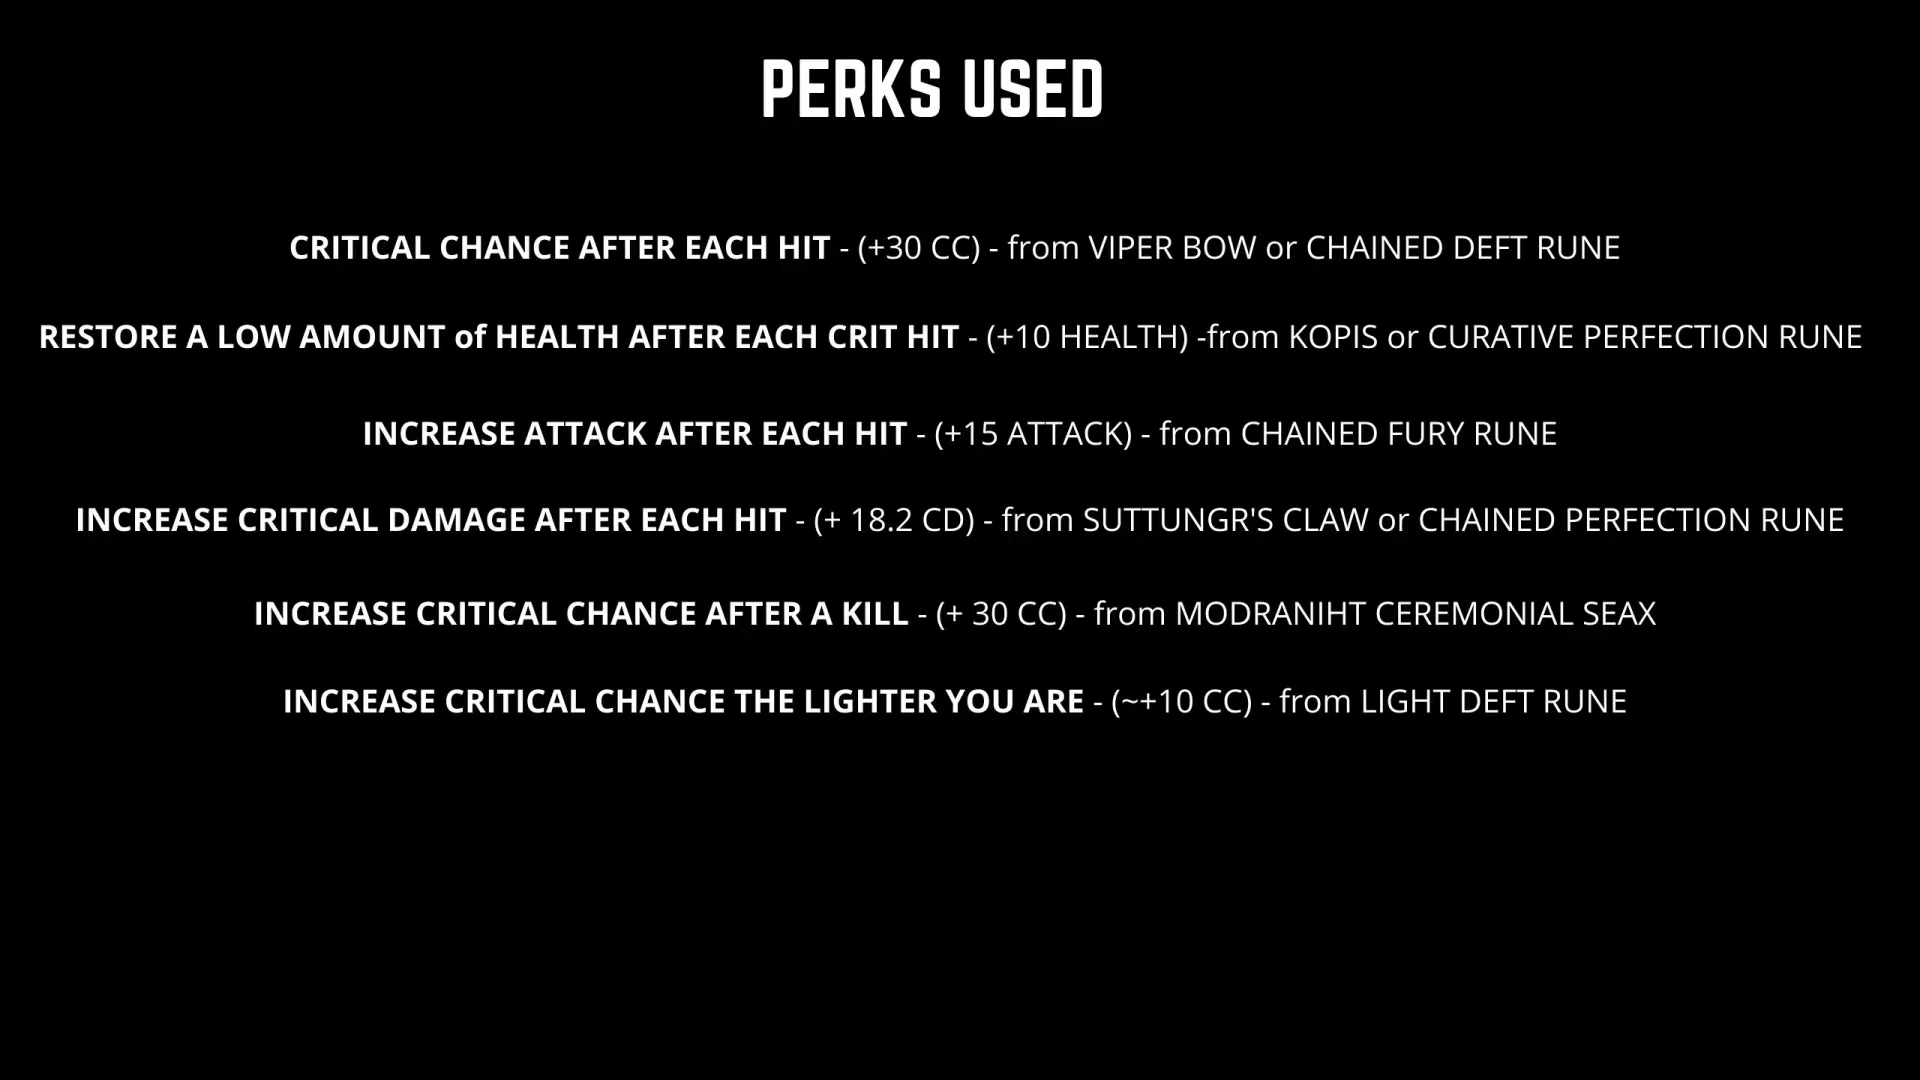 PERKS USED
CRITICAL CHANCE AFTER EACH HIT - (+30 CC) - from VIPER BOW or CHAINED DEFT RUNE
RESTORE A LOW AMOUNT of HEALTH AFTER EACH CRIT HIT - (+10 HEALTH) -from KOPIS or CURATIVE PERFECTION RUNE
INCREASE ATTACK AFTER EACH HIT - (+15 ATTACK) - from CHAINED FURY RUNE
INCREASE CRITICAL DAMAGE AFTER EACH HIT - (+ 18.2 CD) - from SUTTUNGR'S CLAW or CHAINED PERFECTION RUNE
INCREASE CRITICAL CHANCE AFTER A KILL - (+ 30 CC) - from MODRANIHT CEREMONIAL SEAX
INCREASE CRITICAL CHANCE THE LIGHTER YOU ARE - (~+10 CC) - from LIGHT DEFT RUNE